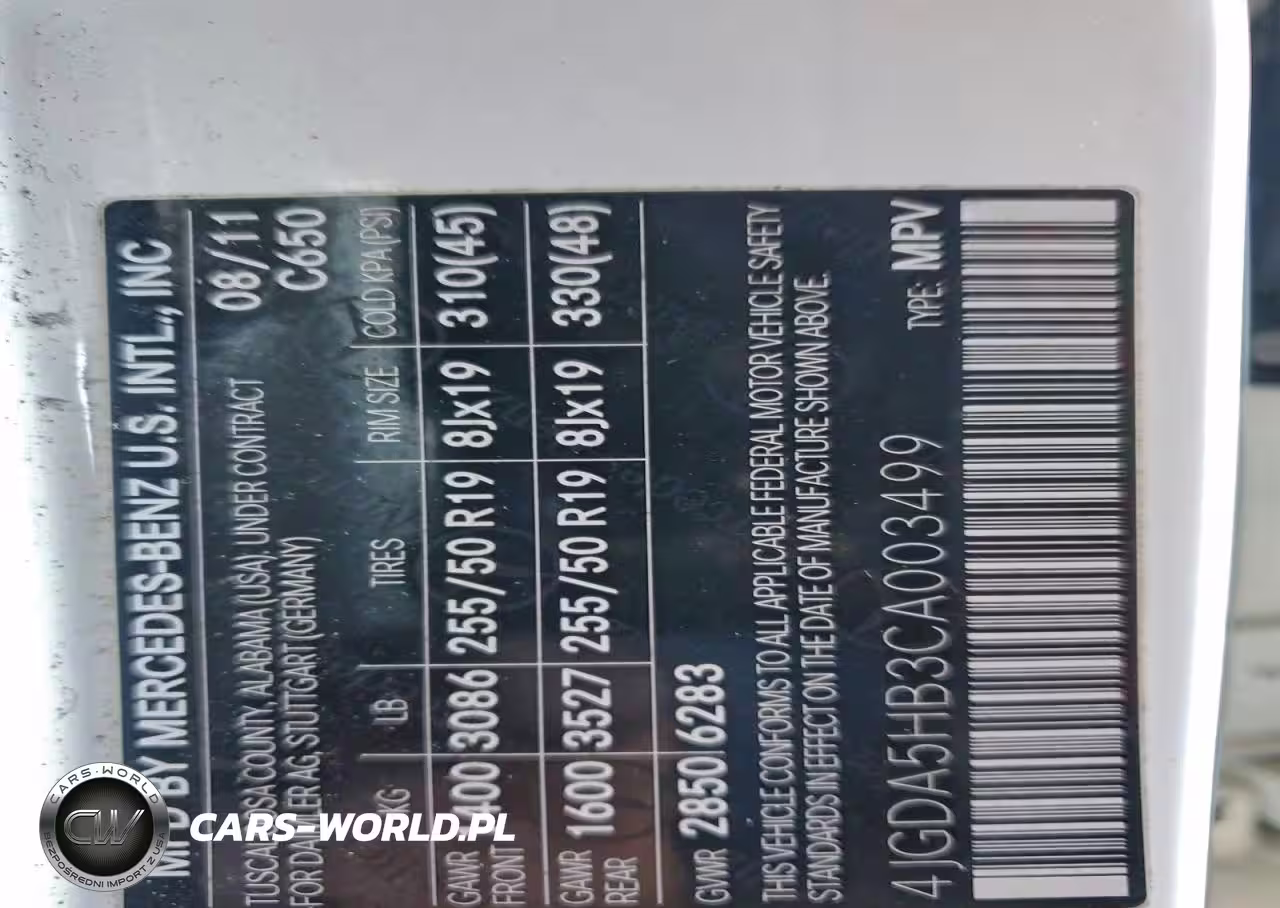 MFD BY MERCEDES-BENZ U.S. INTL., INC
TUSCALOOSA COUNTY, ALABAMA (USA), UNDER CONTRACT 08/11
FOR DAIMLER AG STUTTGART (GERMANY) C650
KG LB TIRES RIM SIZE COLD KPA(PSI)
GAWR FRONT 1400 3086 255/50 R19 8Jx19 310(45)
GAWR REAR 1600 3527 255/50 R19 8Jx19 330(48)
GVWR 2850 6283
THIS VEHICLE CONFORMS TO ALL APPLICABLE FEDERAL MOTOR VEHICLE SAFETY
STANDARDS IN EFFECT ON THE DATE OF MANUFACTURE SHOWN ABOVE.
4JGDA5HB3CA003499 TYPE: MPV
CARS-WORLD
CW
BEZPOŚREDNI IMPORT Z USA
CARS-WORLD.PL